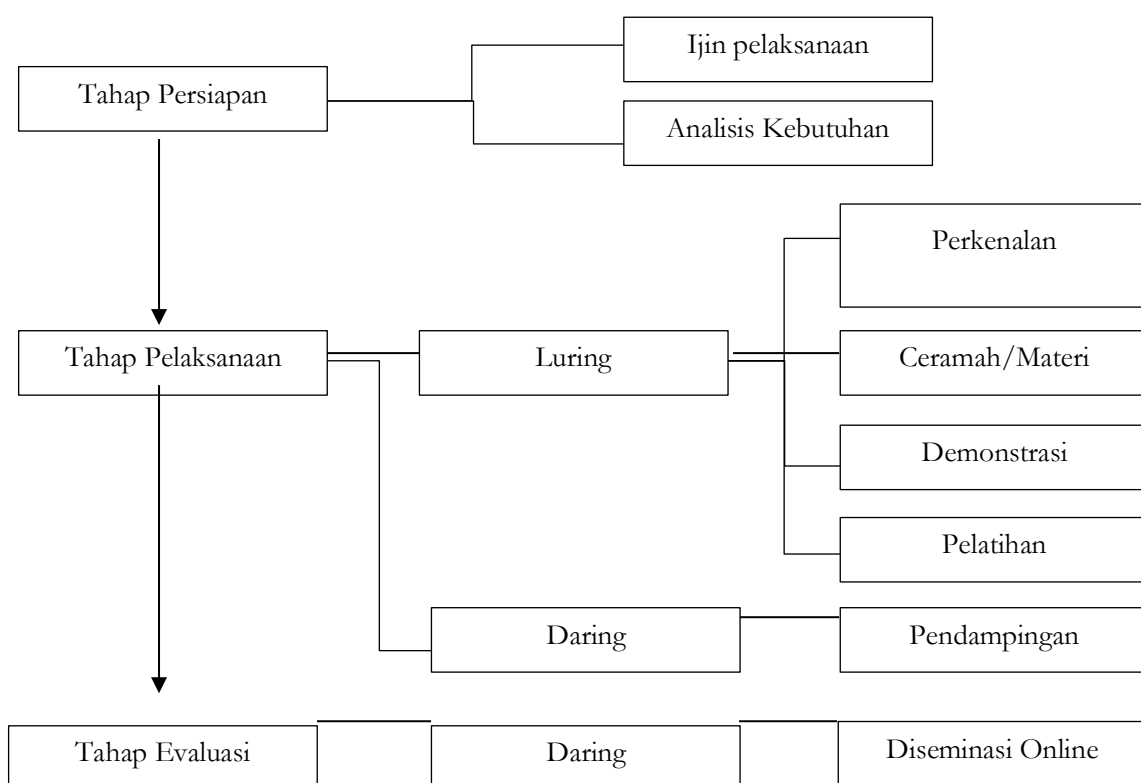 Ijin pelaksanaan
Tahap Persiapan
Analisis Kebutuhan
Perkenalan
Tahap Pelaksanaan
Luring
Ceramah/Materi
Demonstrasi
Pelatihan
Daring
Pendampingan
Tahap Evaluasi
Daring
Diseminasi Online